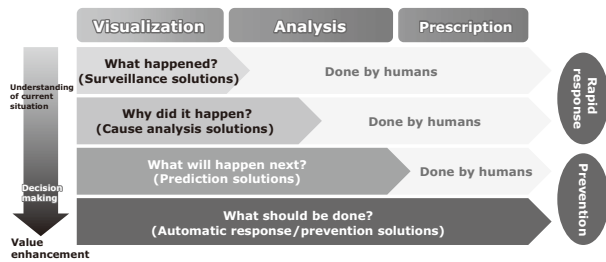 Visualization
Analysis
Prescription
Understanding
of current
situation
What happened?
(Surveillance solutions)
Done by humans
Why did it happen?
(Cause analysis solutions)
Done by humans
Rapid
response
What will happen next?
(Prediction solutions)
Done by humans
Decision
making
What should be done?
(Automatic response/prevention solutions)
Prevention
Value
enhancement